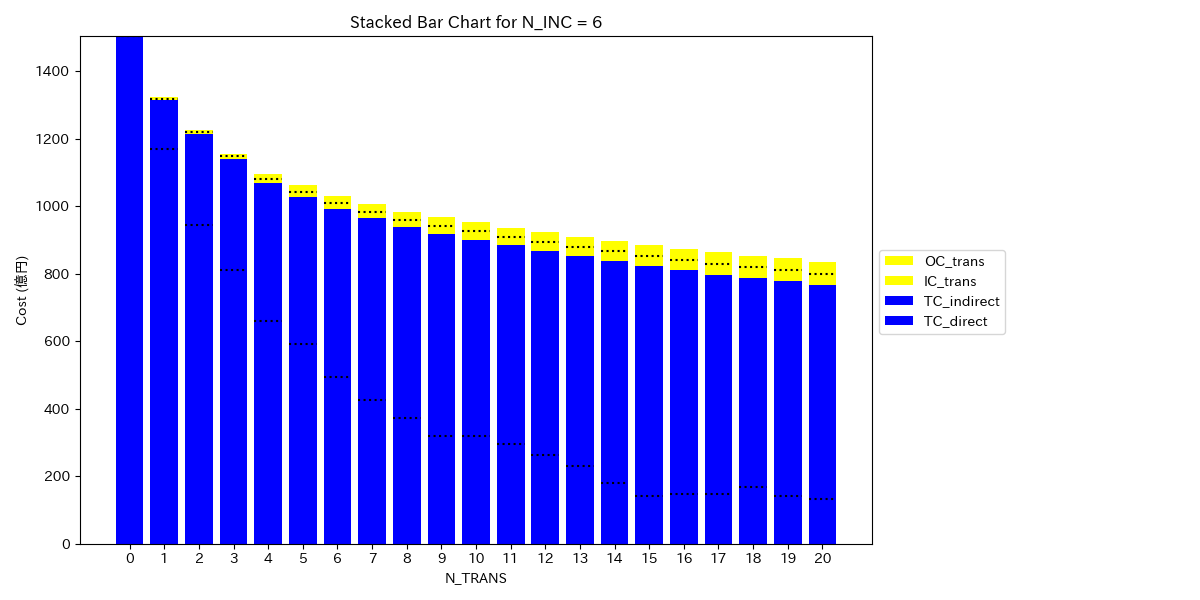 Stacked Bar Chart for N_INC = 6
Cost (億円)
1400
1200
1000
800
600
400
200
0
0 1 2 3 4 5 6 7 8 9 10 11 12 13 14 15 16 17 18 19 20
N_TRANS
OC_trans
IC_trans
TC_indirect
TC_direct